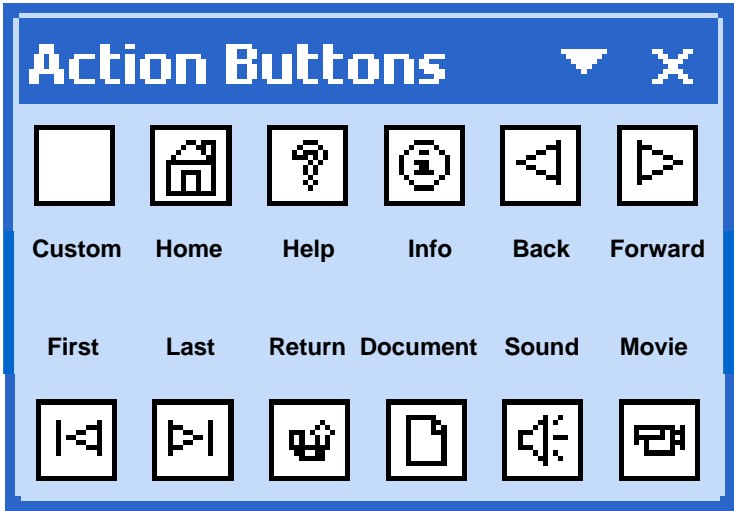 Action Buttons
Custom Home Help Info Back Forward
First Last Return Document Sound Movie